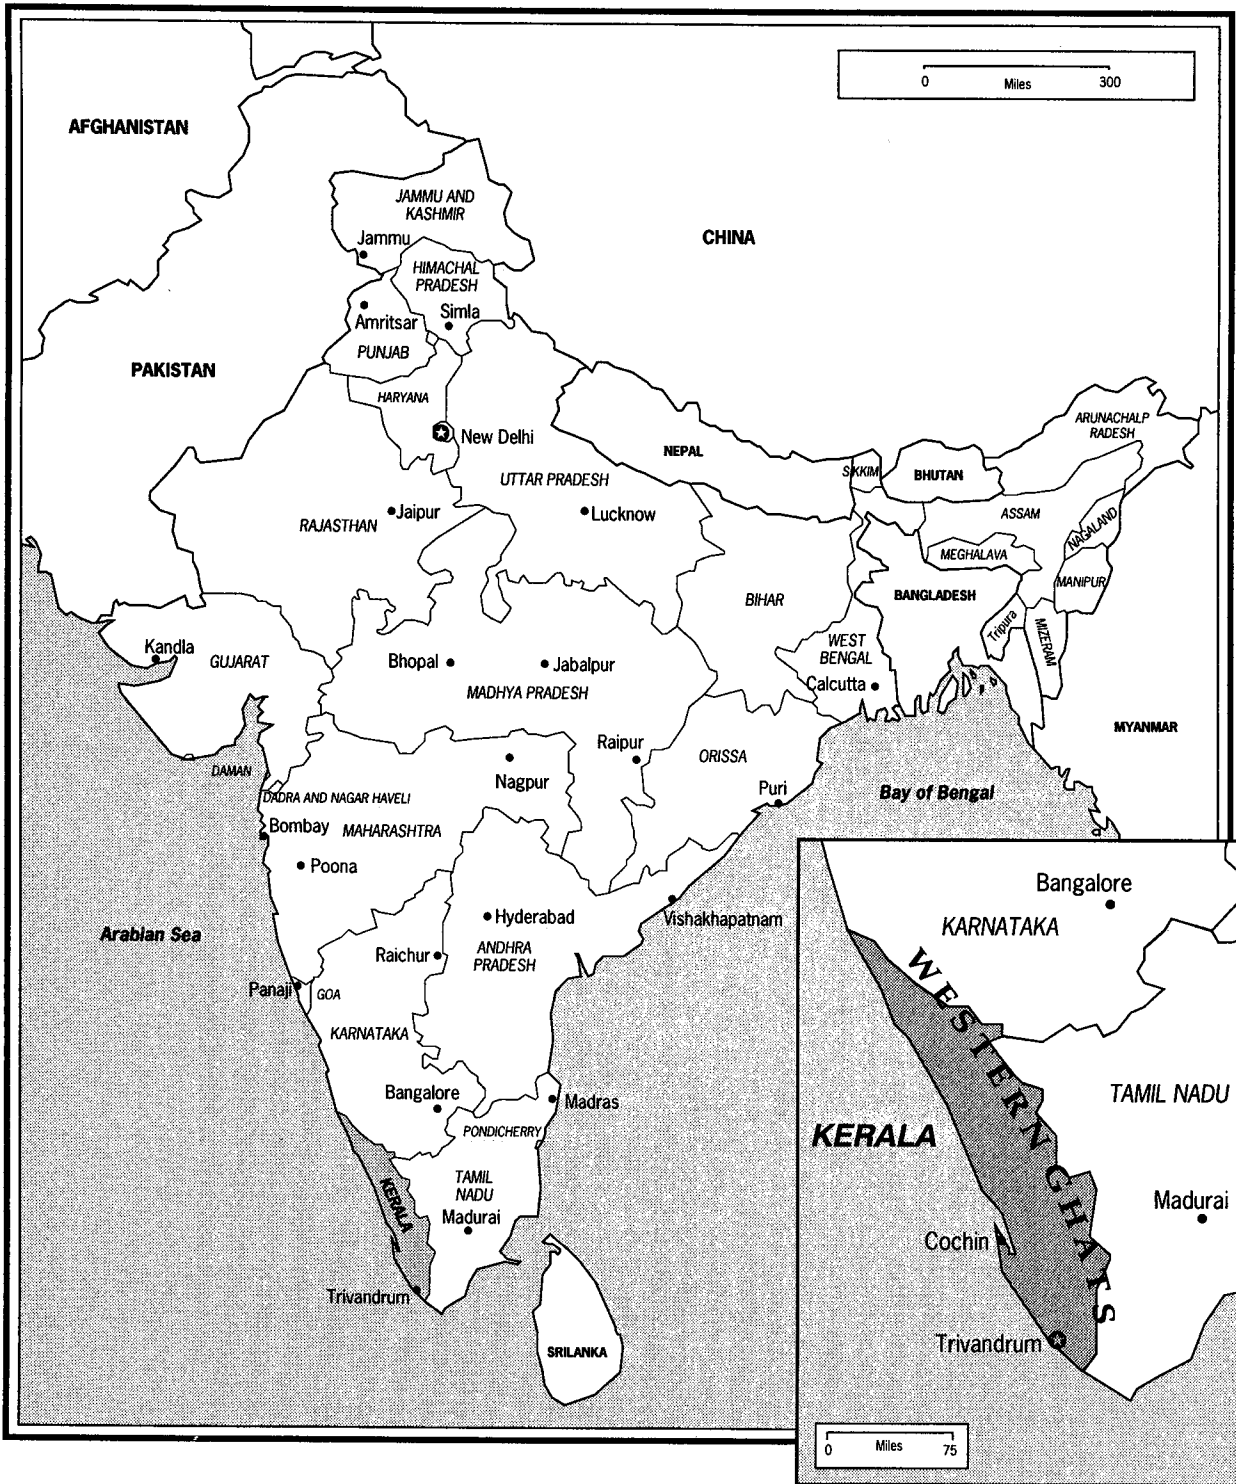 0 Miles 300
AFGHANISTAN
JAMMU AND
KASHMIR
CHINA
Jammu
HIMACHAL
PRADESH
Simla
Amritsar
PUNJAB
PAKISTAN
HARYANA
ARUNACHALP
RADESH
New Delhi
NEPAL
SIKKIM
BHUTAN
UTTAR PRADESH
RAJASTHAN
Jaipur
Lucknow
ASSAM
NAGALAND
MEGHALAVA
MANIPUR
BIHAR
BANGLADESH
Tripura
MIZERAM
Kandla
GUJARAT
Bhopal
Jabalpur
WEST
BENGAL
MADHYA PRADESH
Calcutta
MYANMAR
Raipur
ORISSA
DAMAN
Nagpur
Puri
Bay of Bengal
DADRA AND NAGAR HAVELI
Bombay
MAHARASHTRA
Poona
Hyderabad
Vishakhapatnam
Arabian Sea
Raichur
ANDHRA
PRADESH
Panaji
GOA
KARNATAKA
Bangalore
Madras
PONDICHERRY
TAMIL
NADU
KERALA
Madurai
Trivandrum
SRILANKA
Bangalore
KARNATAKA
WESTERN GHATS
TAMIL NADU
KERALA
Madurai
Cochin
Trivandrum
0 Miles 75